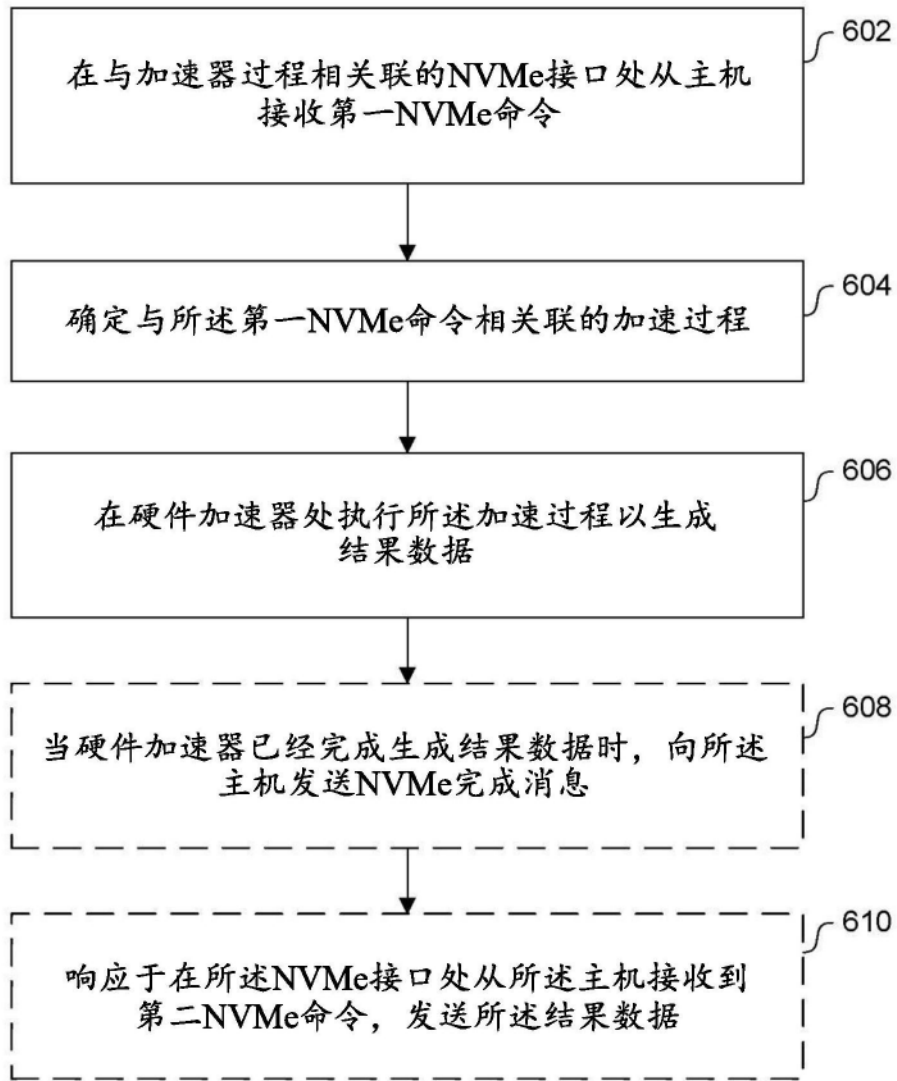 602
在与加速器过程相关联的NVMe接口处从主机
接收第一NVMe命令
604
确定与所述第一NVMe命令相关联的加速过程
606
在硬件加速器处执行所述加速过程以生成
结果数据
608
当硬件加速器已经完成生成结果数据时，向所述
主机发送NVMe完成消息
610
响应于在所述NVMe接口处从所述主机接收到
第二NVMe命令，发送所述结果数据